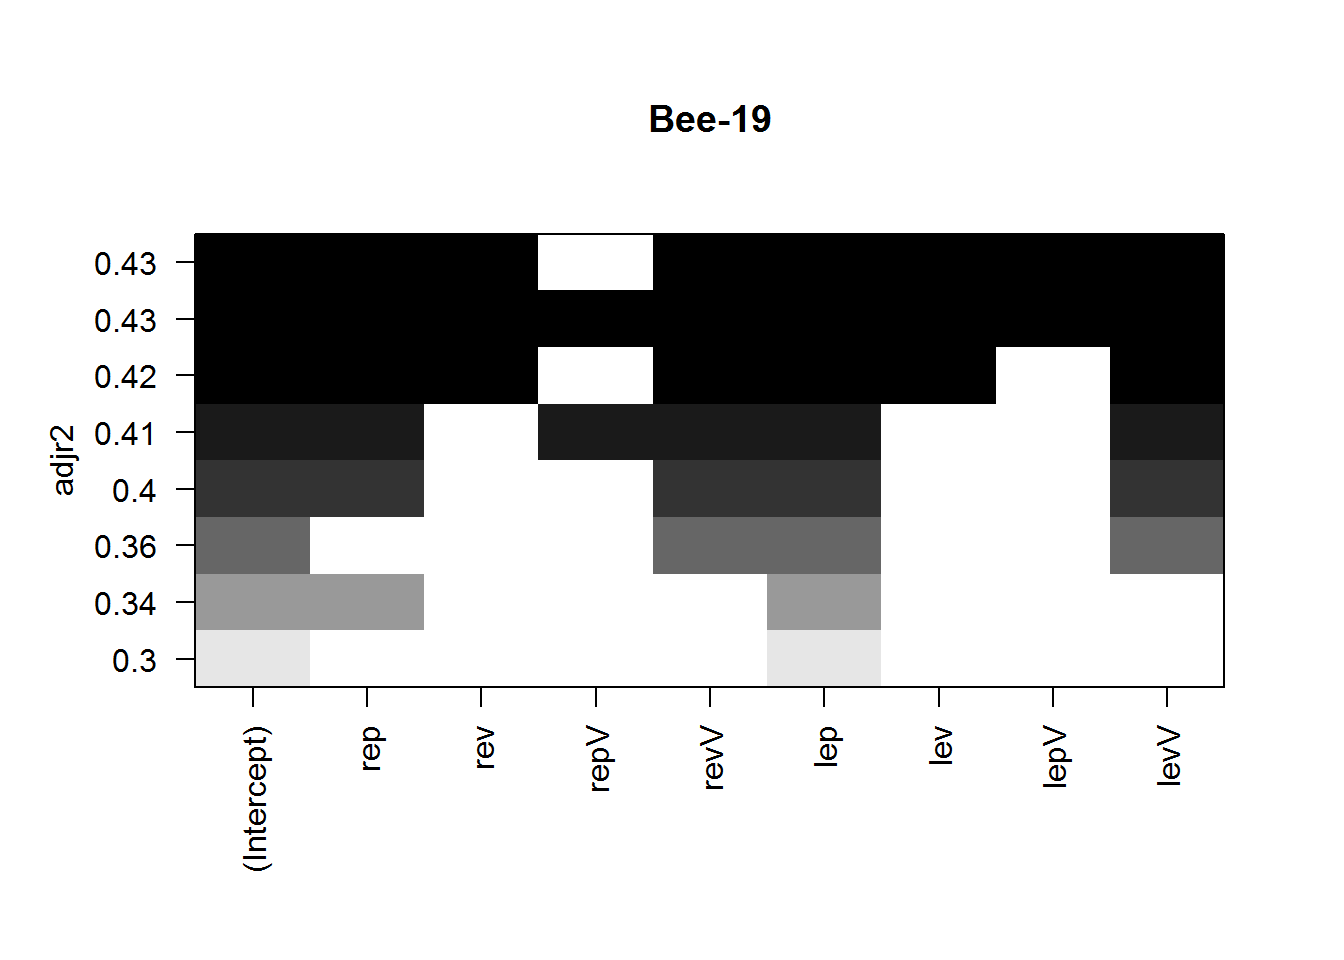 Bee-19
adjr2
0.43
0.43
0.42
0.41
0.4
0.36
0.34
0.3
(Intercept)
rep
rev
repV
revV
lep
lev
lepV
levV